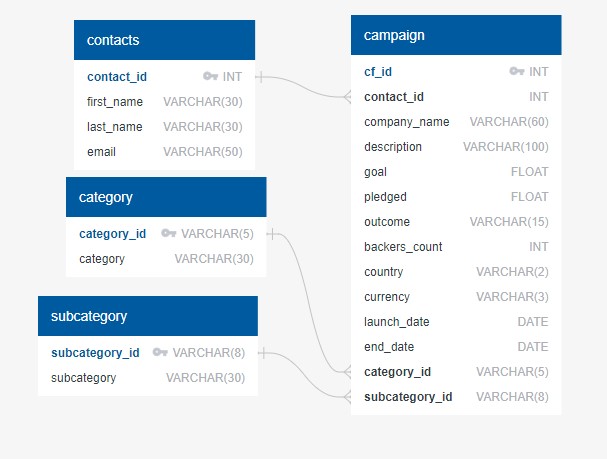 contacts
contact_id INT
first_name VARCHAR(30)
last_name VARCHAR(30)
email VARCHAR(50)
category
category_id VARCHAR(5)
category VARCHAR(30)
subcategory
subcategory_id VARCHAR(8)
subcategory VARCHAR(30)
campaign
cf_id INT
contact_id INT
company_name VARCHAR(60)
description VARCHAR(100)
goal FLOAT
pledged FLOAT
outcome VARCHAR(15)
backers_count INT
country VARCHAR(2)
currency VARCHAR(3)
launch_date DATE
end_date DATE
category_id VARCHAR(5)
subcategory_id VARCHAR(8)